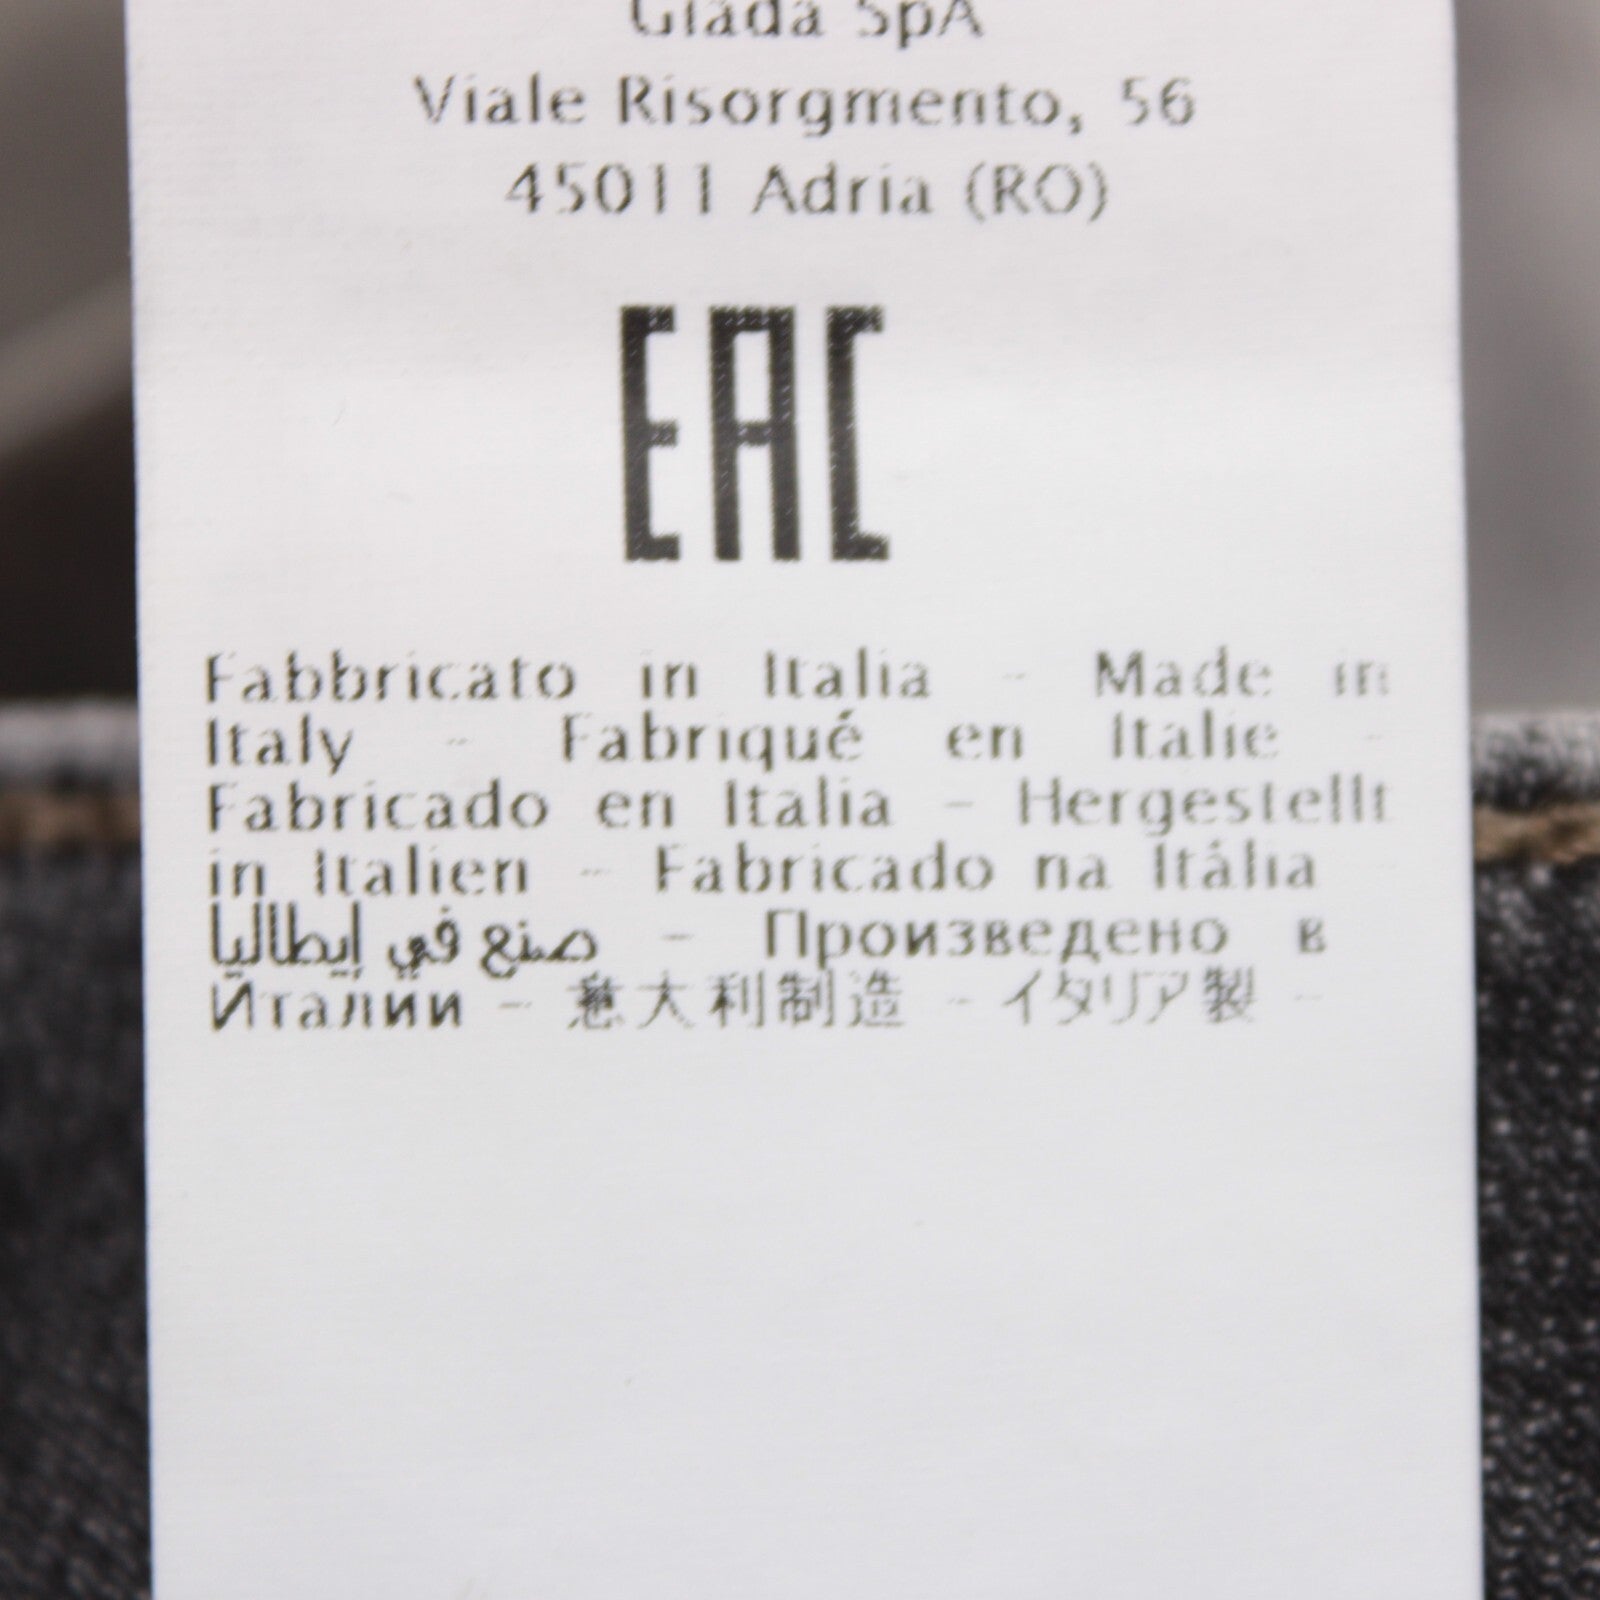 Giada SpA
Viale Risorgmento, 56
45011 Adria (RO)
EAC
Fabbricato in Italia - Made in
Italy - Fabriqué en Italie -
Fabricado en Italia - Hergestellt
in Italien - Fabricado na Itália -
صنع في إيطاليا - Произведено в
Италии - 意大利制造 - イタリア製 -